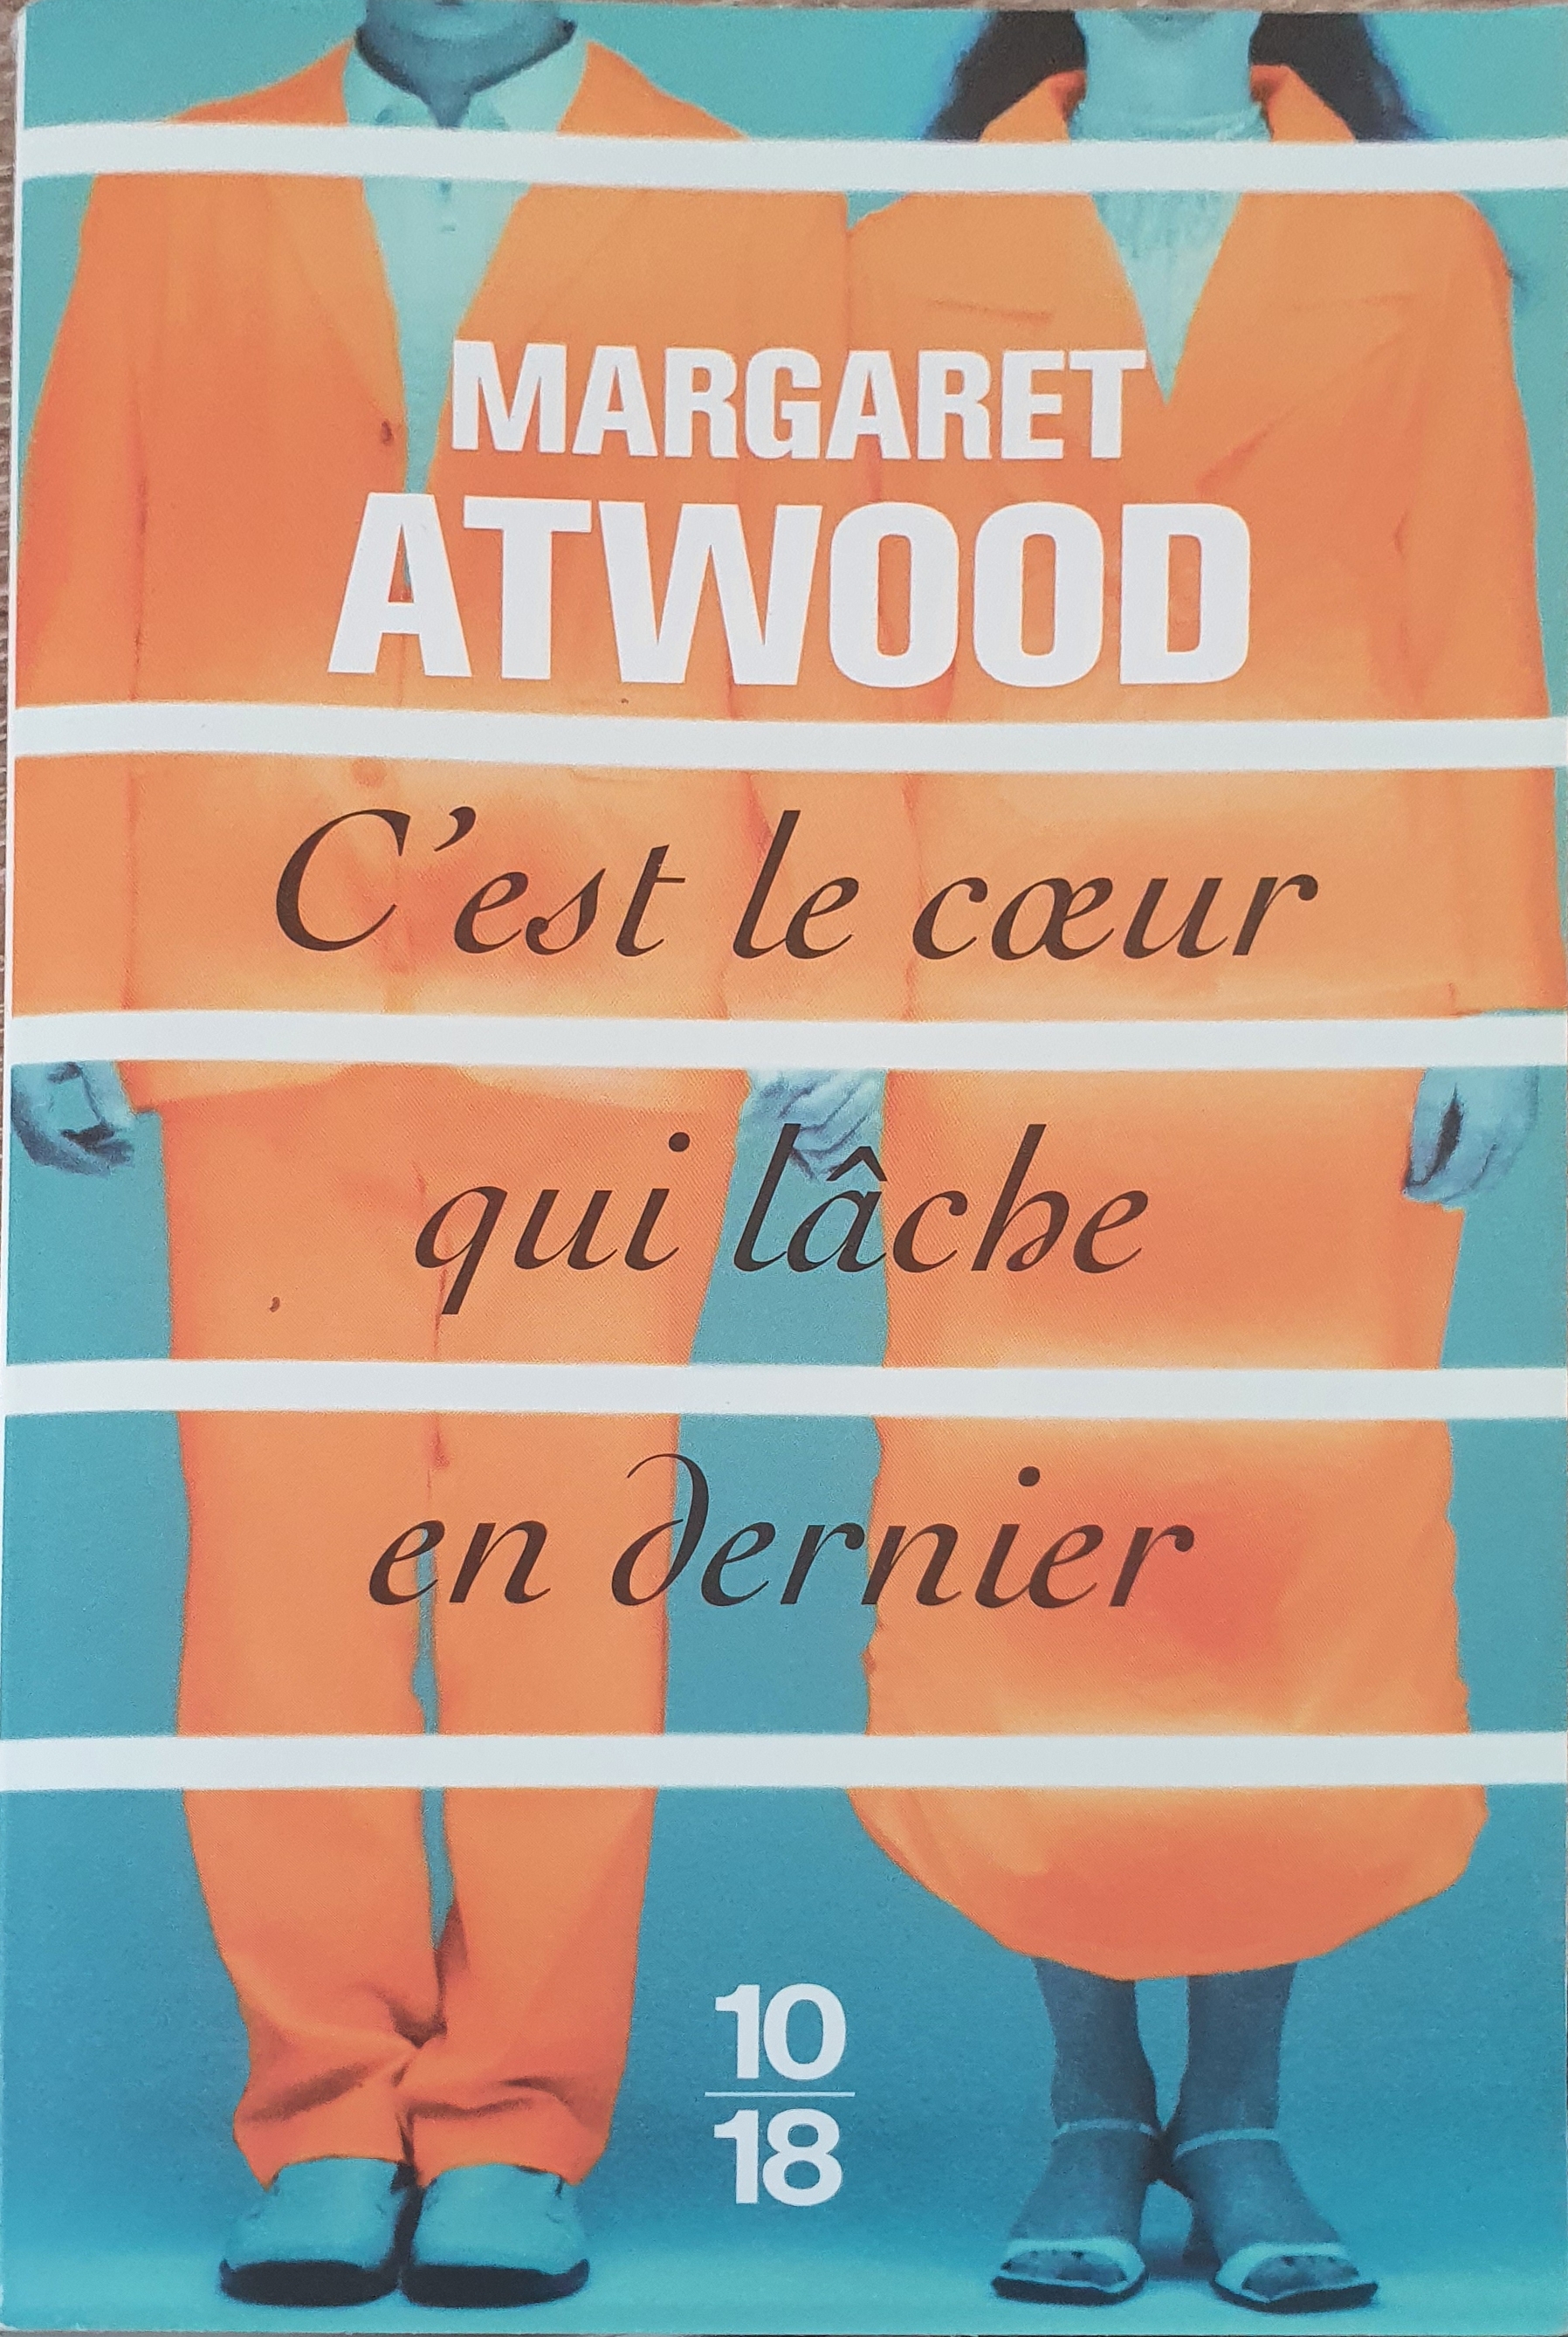 MARGARET
ATWOOD
C'est le cœur
qui lâche
en dernier
10
18